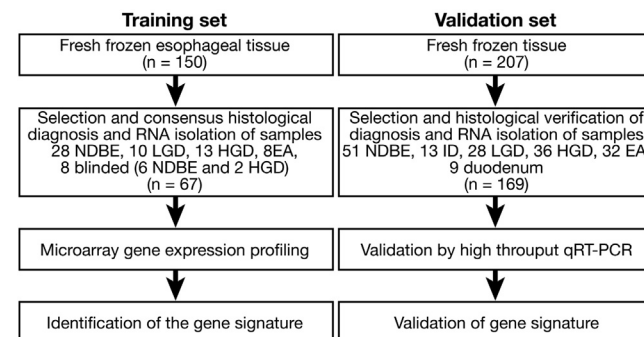 Training set
Fresh frozen esophageal tissue
(n = 150)
Selection and consensus histological
diagnosis and RNA isolation of samples
28 NDBE, 10 LGD, 13 HGD, 8EA,
8 blinded (6 NDBE and 2 HGD)
(n = 67)
Microarray gene expression profiling
Identification of the gene signature
Validation set
Fresh frozen tissue
(n = 207)
Selection and histological verification of
diagnosis and RNA isolation of samples
51 NDBE, 13 ID, 28 LGD, 36 HGD, 32 EA
9 duodenum
(n = 169)
Validation by high throuput qRT-PCR
Validation of gene signature